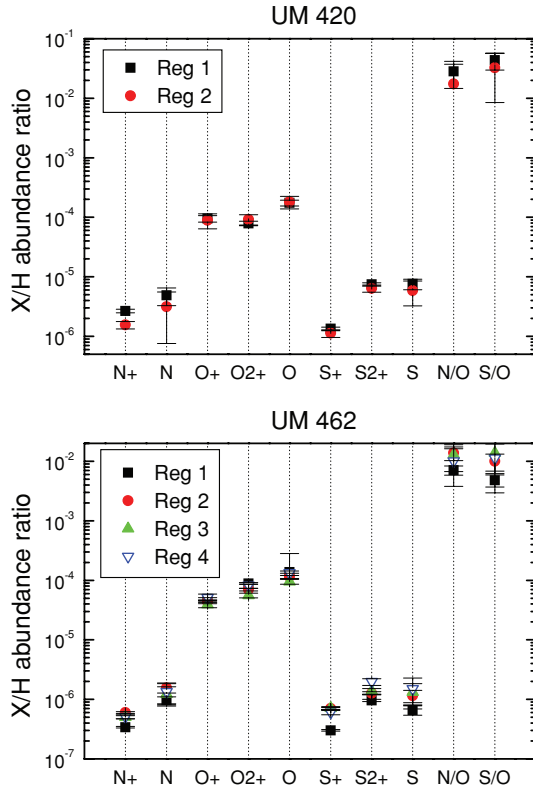 UM 420
X/H abundance ratio
10^-1
10^-2
10^-3
10^-4
10^-5
10^-6
Reg 1
Reg 2
N+ N O+ O2+ O S+ S2+ S N/O S/O
UM 462
X/H abundance ratio
10^-2
10^-3
10^-4
10^-5
10^-6
10^-7
Reg 1
Reg 2
Reg 3
Reg 4
N+ N O+ O2+ O S+ S2+ S N/O S/O